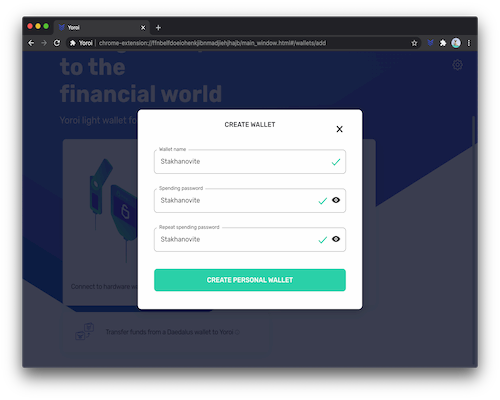 Yoroi
Yoroi | chrome-extension://ffnbelfdoeiohenkjibnmadjiehjhajb/main_window.html#/wallets/add
to the
financial world
Yoroi light wallet fo
CREATE WALLET
X
Wallet name
Stakhanovite
Spending password
Stakhanovite
Repeat spending password
Stakhanovite
CREATE PERSONAL WALLET
Connect to hardware w
Transfer funds from a Daedalus wallet to Yoroi